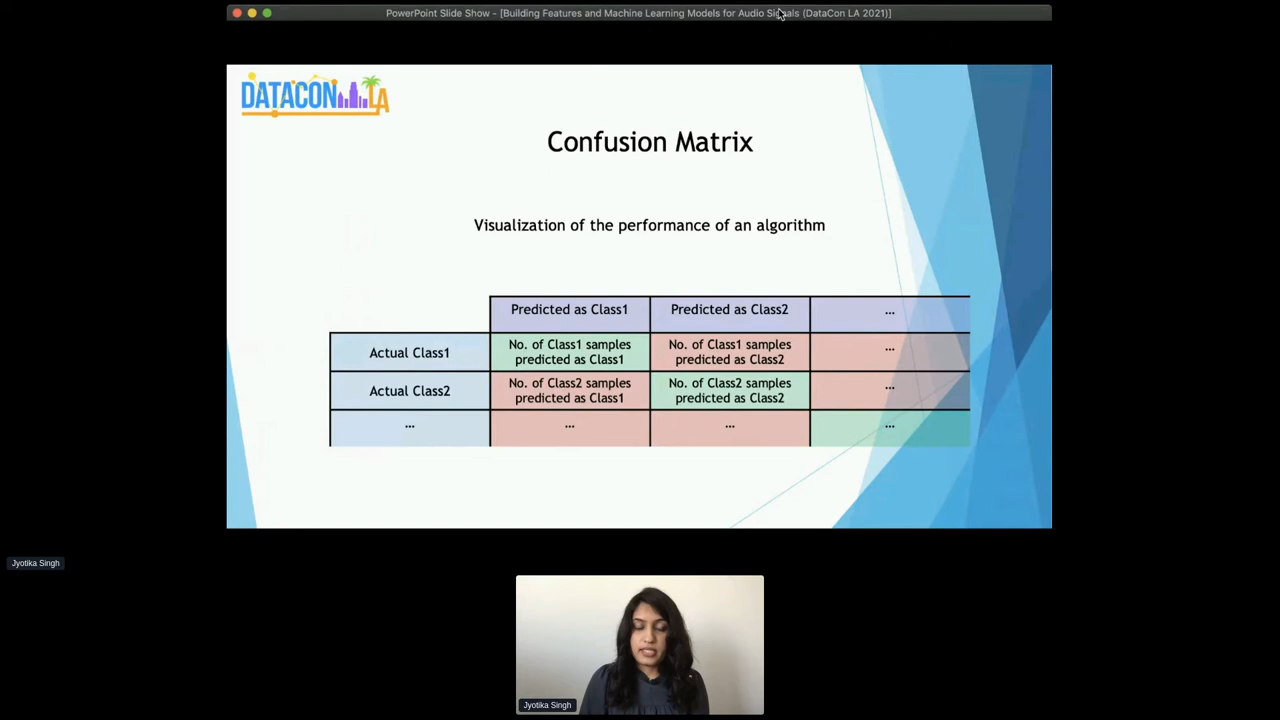 PowerPoint Slide Show - [Building Features and Machine Learning Models for Audio Signals (DataCon LA 2021)]
DATACON LA
Confusion Matrix
Visualization of the performance of an algorithm
Predicted as Class1 Predicted as Class2 ...
Actual Class1 No. of Class1 samples predicted as Class1 No. of Class1 samples predicted as Class2 ...
Actual Class2 No. of Class2 samples predicted as Class1 No. of Class2 samples predicted as Class2 ...
... ... ... ...
Jyotika Singh
Jyotika Singh